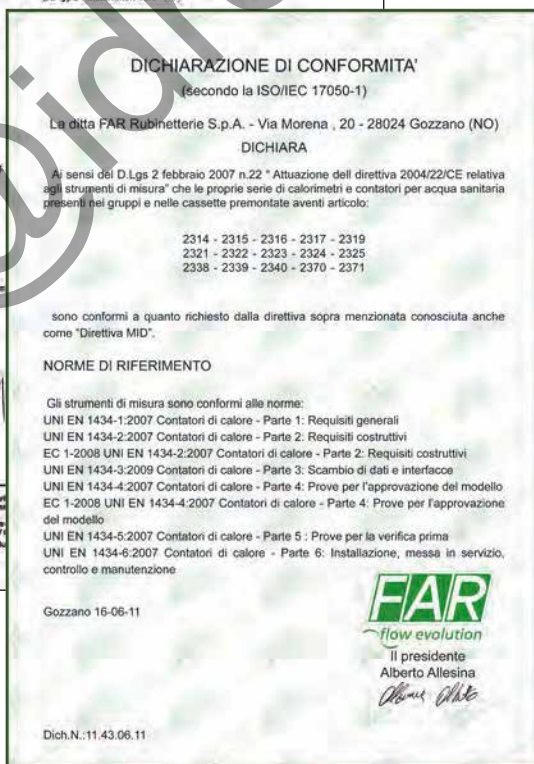 DICHIARAZIONE DI CONFORMITA'
(secondo la ISO/IEC 17050-1)
La ditta FAR Rubinetterie S.p.A. - Via Morena , 20 - 28024 Gozzano (NO)
DICHIARA
Ai sensi del D.Lgs 2 febbraio 2007 n.22 " Attuazione dell direttiva 2004/22/CE relativa
agli strumenti di misura" che le proprie serie di calorimetri e contatori per acqua sanitaria
presenti nei gruppi e nelle cassette premontate aventi articolo:
2314 - 2315 - 2316 - 2317 - 2319
2321 - 2322 - 2323 - 2324 - 2325
2338 - 2339 - 2340 - 2370 - 2371
sono conformi a quanto richiesto dalla direttiva sopra menzionata conosciuta anche
come "Direttiva MID".
NORME DI RIFERIMENTO
Gli strumenti di misura sono conformi alle norme:
UNI EN 1434-1:2007 Contatori di calore - Parte 1: Requisiti generali
UNI EN 1434-2:2007 Contatori di calore - Parte 2: Requisiti costruttivi
EC 1-2008 UNI EN 1434-2:2007 Contatori di calore - Parte 2: Requisiti costruttivi
UNI EN 1434-3:2009 Contatori di calore - Parte 3: Scambio di dati e interfacce
UNI EN 1434-4:2007 Contatori di calore - Parte 4: Prove per l'approvazione del modello
EC 1-2008 UNI EN 1434-4:2007 Contatori di calore - Parte 4: Prove per l'approvazione
del modello
UNI EN 1434-5:2007 Contatori di calore - Parte 5 : Prove per la verifica prima
UNI EN 1434-6:2007 Contatori di calore - Parte 6: Installazione, messa in servizio,
controllo e manutenzione
Gozzano 16-06-11
FAR
flow evolution
Il presidente
Alberto Allesina
Dich.N.:11.43.06.11